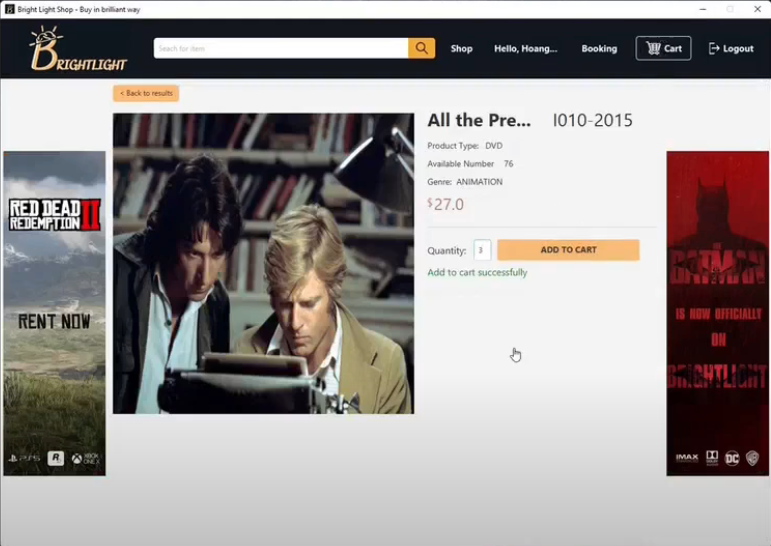 Bright Light Shop - Buy in brilliant way
BRIGHTLIGHT
Seach for item
Shop
Hello, Hoang...
Booking
Cart
Logout
< Back to results
All the Pre... I010-2015
Product Type: DVD
Available Number 76
Genre: ANIMATION
$27.0
Quantity: 3 ADD TO CART
Add to cart successfully
RED DEAD
REDEMPTION II
RENT NOW
PS5 R XBOX
BATMAN
IS NOW OFFICIALLY
ON
BRIGHTLIGHT
IMAX DOLBY DC